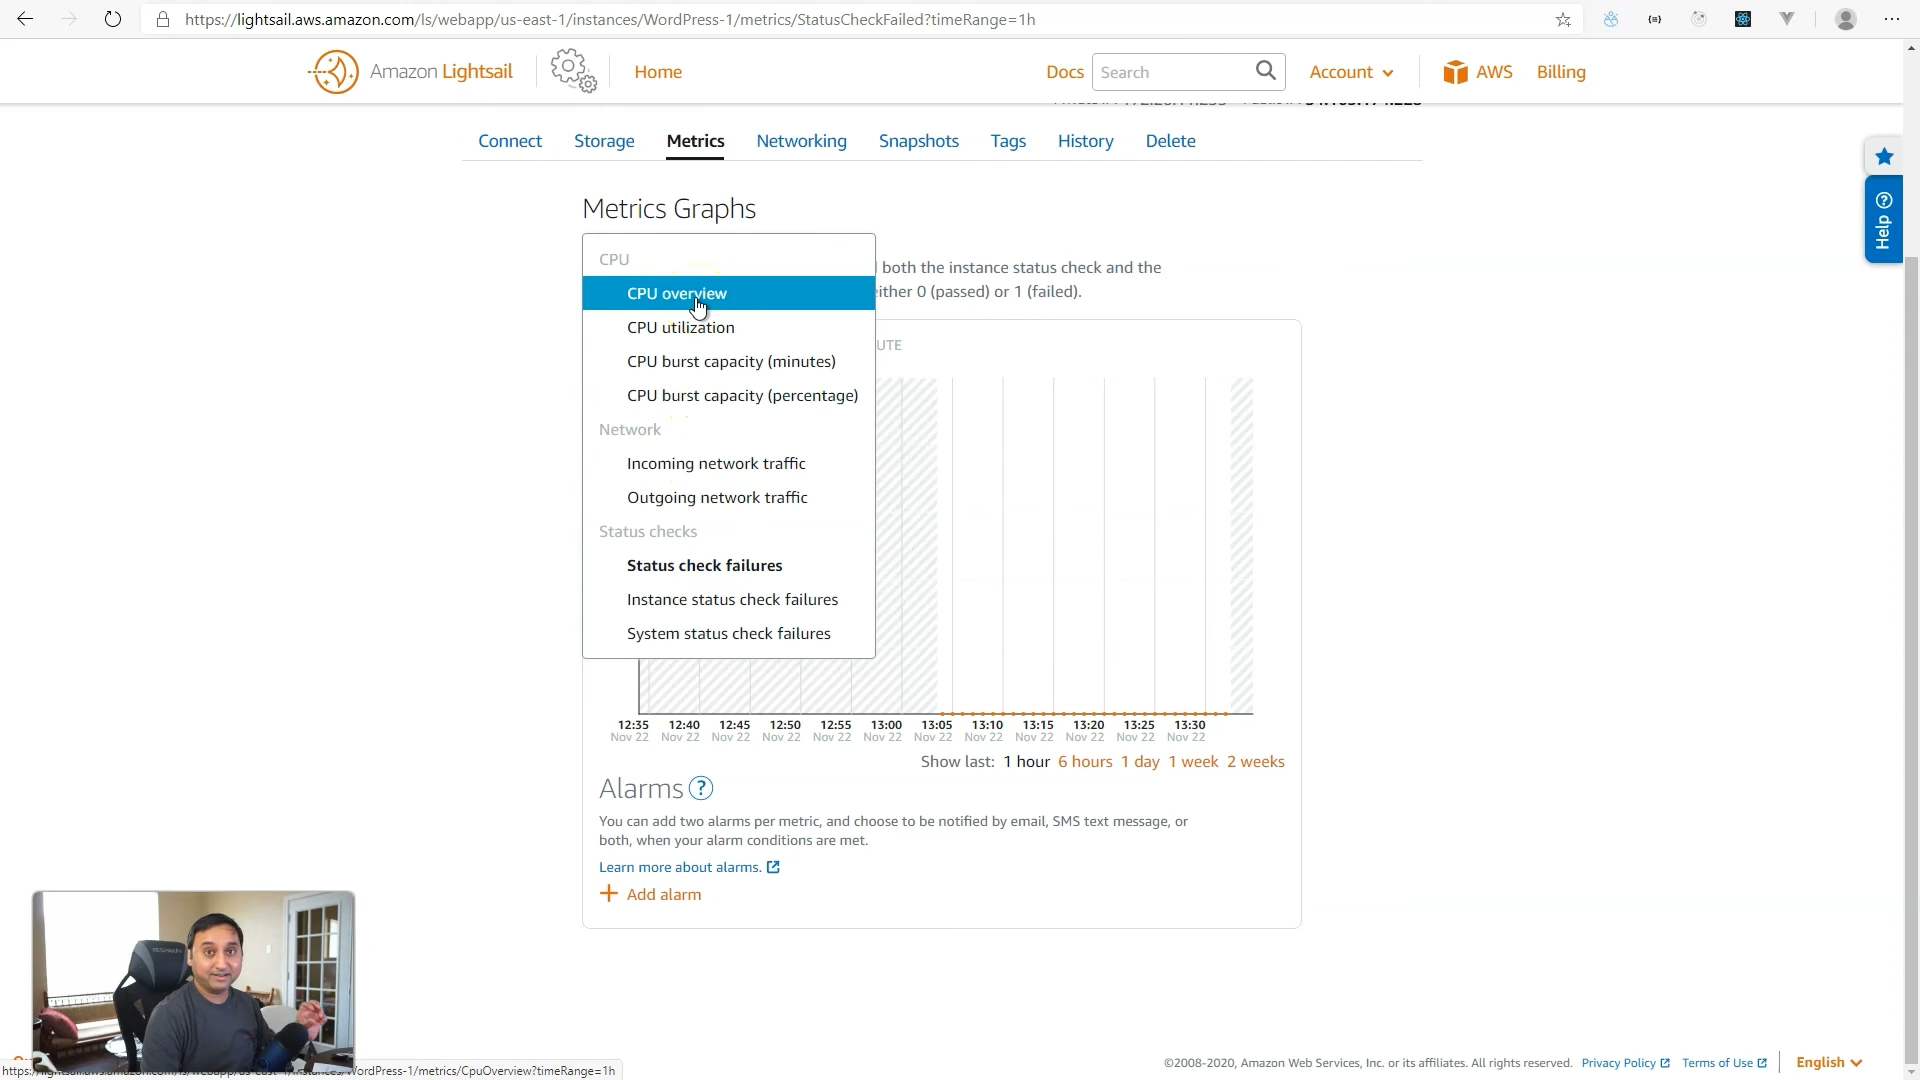 https://lightsail.aws.amazon.com/ls/webapp/us-east-1/instances/WordPress-1/metrics/StatusCheckFailed?timeRange=1h
Amazon Lightsail
Home
Docs
Search
Account
AWS
Billing
Connect
Storage
Metrics
Networking
Snapshots
Tags
History
Delete
Help
Metrics Graphs
CPU
both the instance status check and the
CPU overview
either 0 (passed) or 1 (failed).
CPU utilization
UTE
CPU burst capacity (minutes)
CPU burst capacity (percentage)
Network
Incoming network traffic
Outgoing network traffic
Status checks
Status check failures
Instance status check failures
System status check failures
12:35 12:40 12:45 12:50 12:55 13:00 13:05 13:10 13:15 13:20 13:25 13:30
Nov 22 Nov 22 Nov 22 Nov 22 Nov 22 Nov 22 Nov 22 Nov 22 Nov 22 Nov 22 Nov 22 Nov 22
Show last: 1 hour 6 hours 1 day 1 week 2 weeks
Alarms ?
You can add two alarms per metric, and choose to be notified by email, SMS text message, or
both, when your alarm conditions are met.
Learn more about alarms.
+ Add alarm
©2008-2020, Amazon Web Services, Inc. or its affiliates. All rights reserved. Privacy Policy Terms of Use English
WordPress-1/metrics/CpuOverview?timeRange=1h